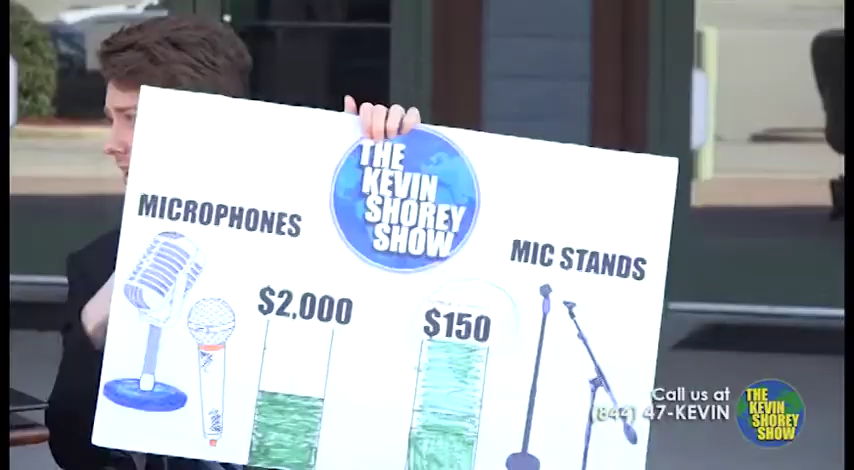 THE
KEVIN
SHOREY
SHOW
MICROPHONES
MIC STANDS
$2,000
$150
Call us at
(844) 47-KEVIN
THE
KEVIN
SHOREY
SHOW